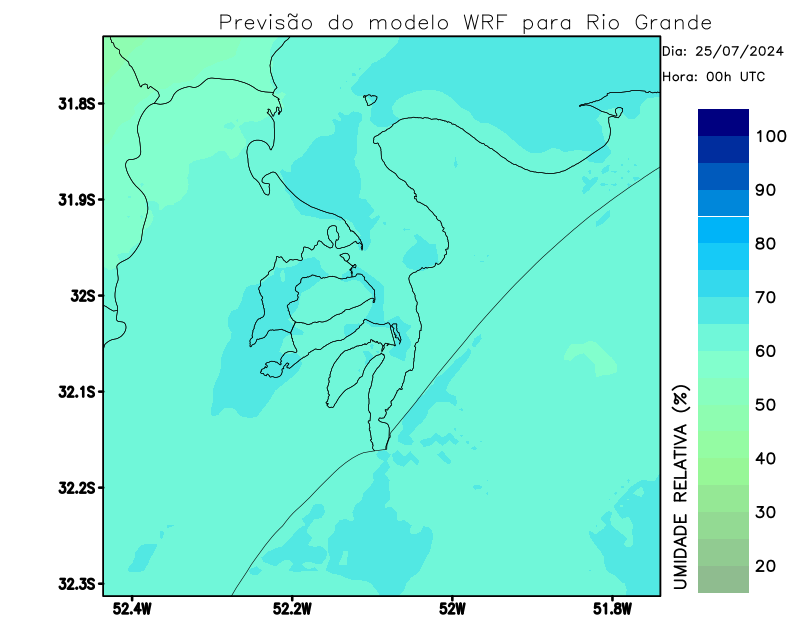 Previsão do modelo WRF para Rio Grande
Dia: 25/07/2024
Hora: 00h UTC
31.8S
31.9S
32S
32.1S
32.2S
32.3S
52.4W
52.2W
52W
51.8W
100
90
80
70
60
50
40
30
20
UMIDADE RELATIVA (%)